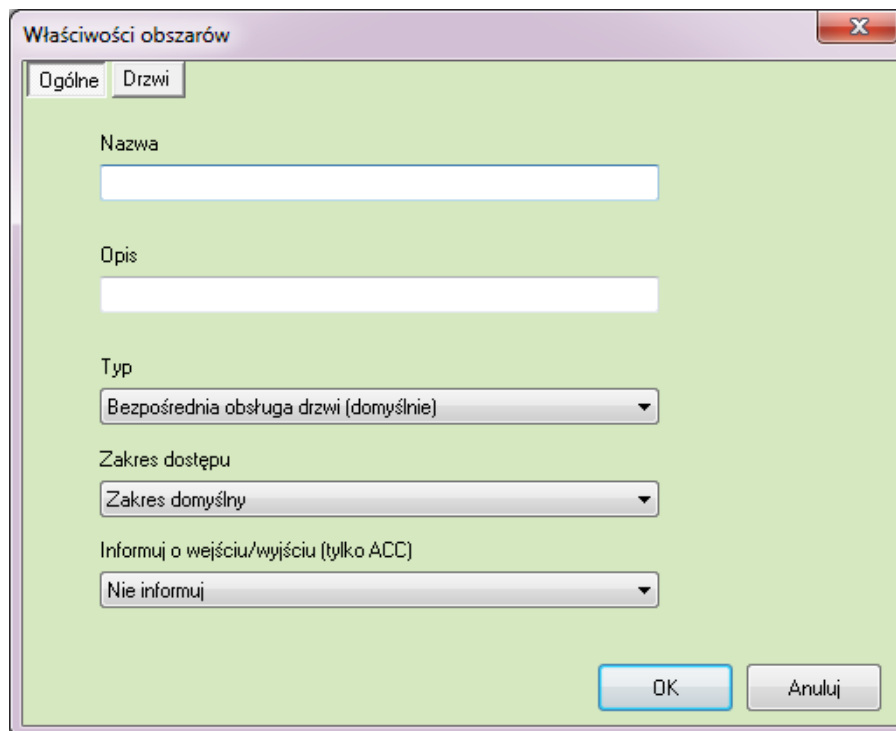 Właściwości obszarów
Ogólne Drzwi
Nazwa
Opis
Typ
Bezpośrednia obsługa drzwi (domyślnie)
Zakres dostępu
Zakres domyślny
Informuj o wejściu/wyjściu (tylko ACC)
Nie informuj
OK Anuluj